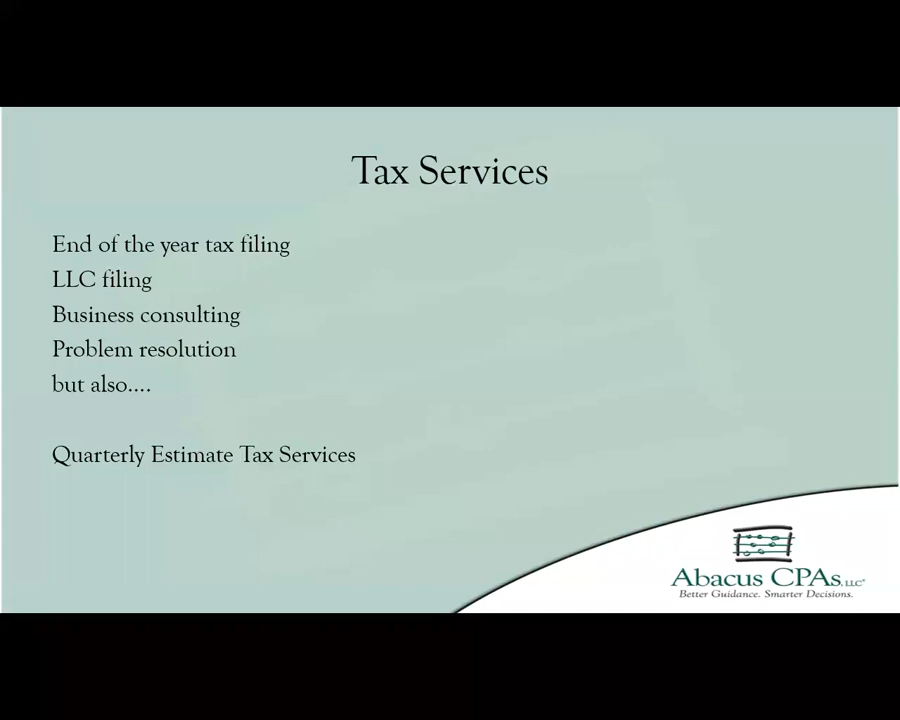 Tax Services
End of the year tax filing
LLC filing
Business consulting
Problem resolution
but also....
Quarterly Estimate Tax Services
Abacus CPAs, LLC
Better Guidance. Smarter Decisions.